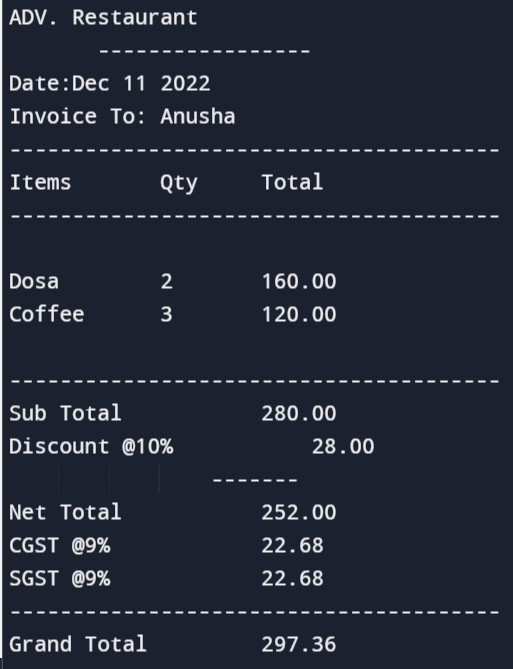 ADV. Restaurant
-----------------
Date:Dec 11 2022
Invoice To: Anusha
---------------------------------------
Items Qty Total
---------------------------------------
Dosa 2 160.00
Coffee 3 120.00
---------------------------------------
Sub Total 280.00
Discount @10% 28.00
-------
Net Total 252.00
CGST @9% 22.68
SGST @9% 22.68
---------------------------------------
Grand Total 297.36